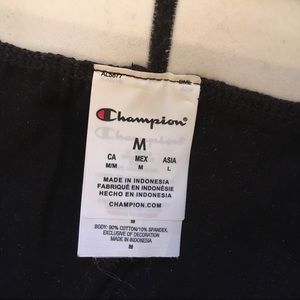 Champion
M
CA MEX ASIA
M/M M L
MADE IN INDONESIA
FABRIQUÉ EN INDONÉSIE
HECHO EN INDONESIA
CHAMPION.COM
M
BODY: 90% COTTON/10% SPANDEX,
EXCLUSIVE OF DECORATION
MADE IN INDONESIA
M